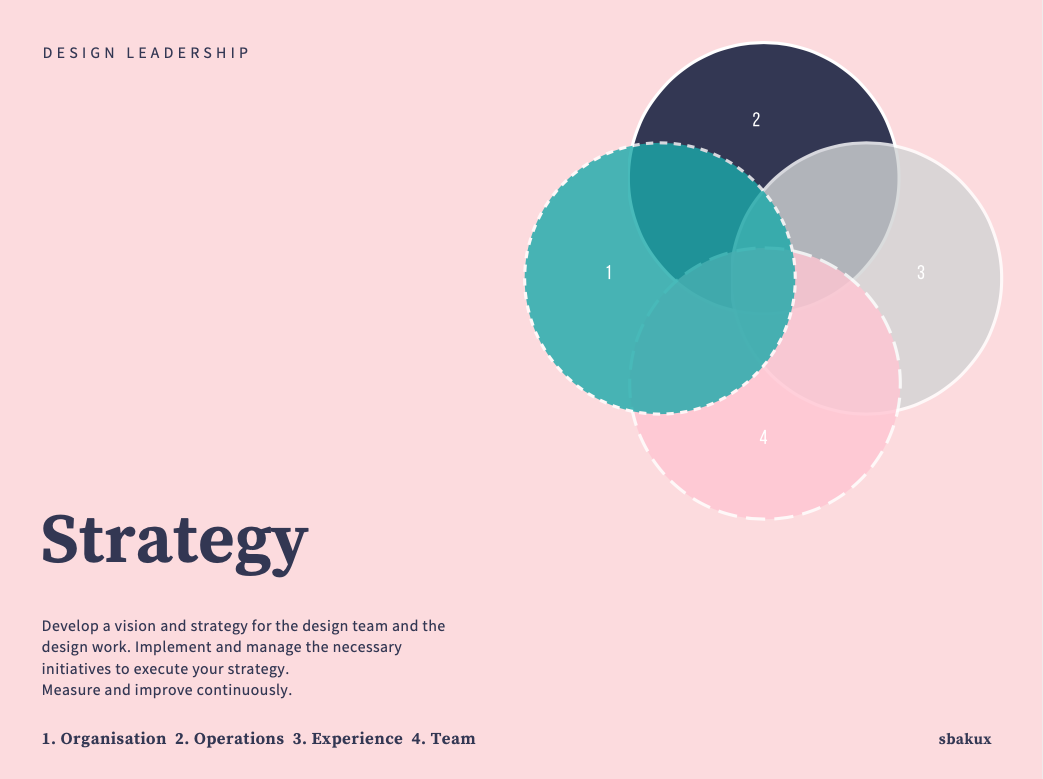 DESIGN LEADERSHIP
2
1
3
4
Strategy
Develop a vision and strategy for the design team and the
design work. Implement and manage the necessary
initiatives to execute your strategy.
Measure and improve continuously.
1. Organisation 2. Operations 3. Experience 4. Team
sbakux